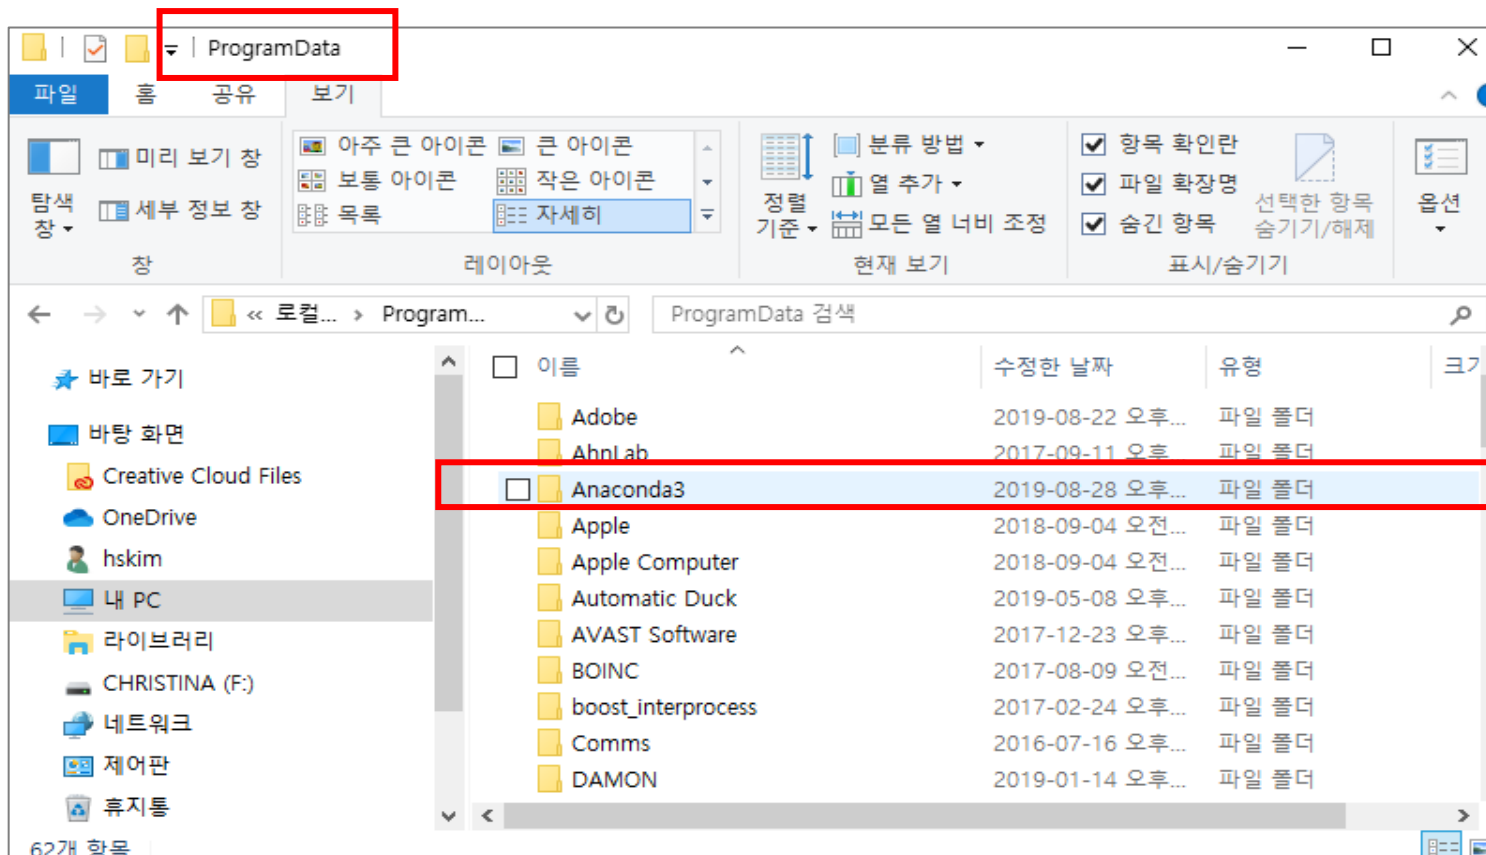 ProgramData
파일 홈 공유 보기
탐색 창
미리 보기 창
세부 정보 창
창
아주 큰 아이콘 큰 아이콘
보통 아이콘 작은 아이콘
목록 자세히
레이아웃
정렬 기준
분류 방법
열 추가
모든 열 너비 조정
현재 보기
항목 확인란
파일 확장명
숨긴 항목
선택한 항목
숨기기/해제
표시/숨기기
옵션
« 로컬... > Program...
ProgramData 검색
바로 가기
바탕 화면
Creative Cloud Files
OneDrive
hskim
내 PC
라이브러리
CHRISTINA (F:)
네트워크
제어판
휴지통
이름 수정한 날짜 유형 크기
Adobe 2019-08-22 오후... 파일 폴더
AhnLab 2017-09-11 오후... 파일 폴더
Anaconda3 2019-08-28 오후... 파일 폴더
Apple 2018-09-04 오전... 파일 폴더
Apple Computer 2018-09-04 오전... 파일 폴더
Automatic Duck 2019-05-08 오후... 파일 폴더
AVAST Software 2017-12-23 오후... 파일 폴더
BOINC 2017-08-09 오전... 파일 폴더
boost_interprocess 2017-02-24 오후... 파일 폴더
Comms 2016-07-16 오후... 파일 폴더
DAMON 2019-01-14 오후... 파일 폴더
62개 항목